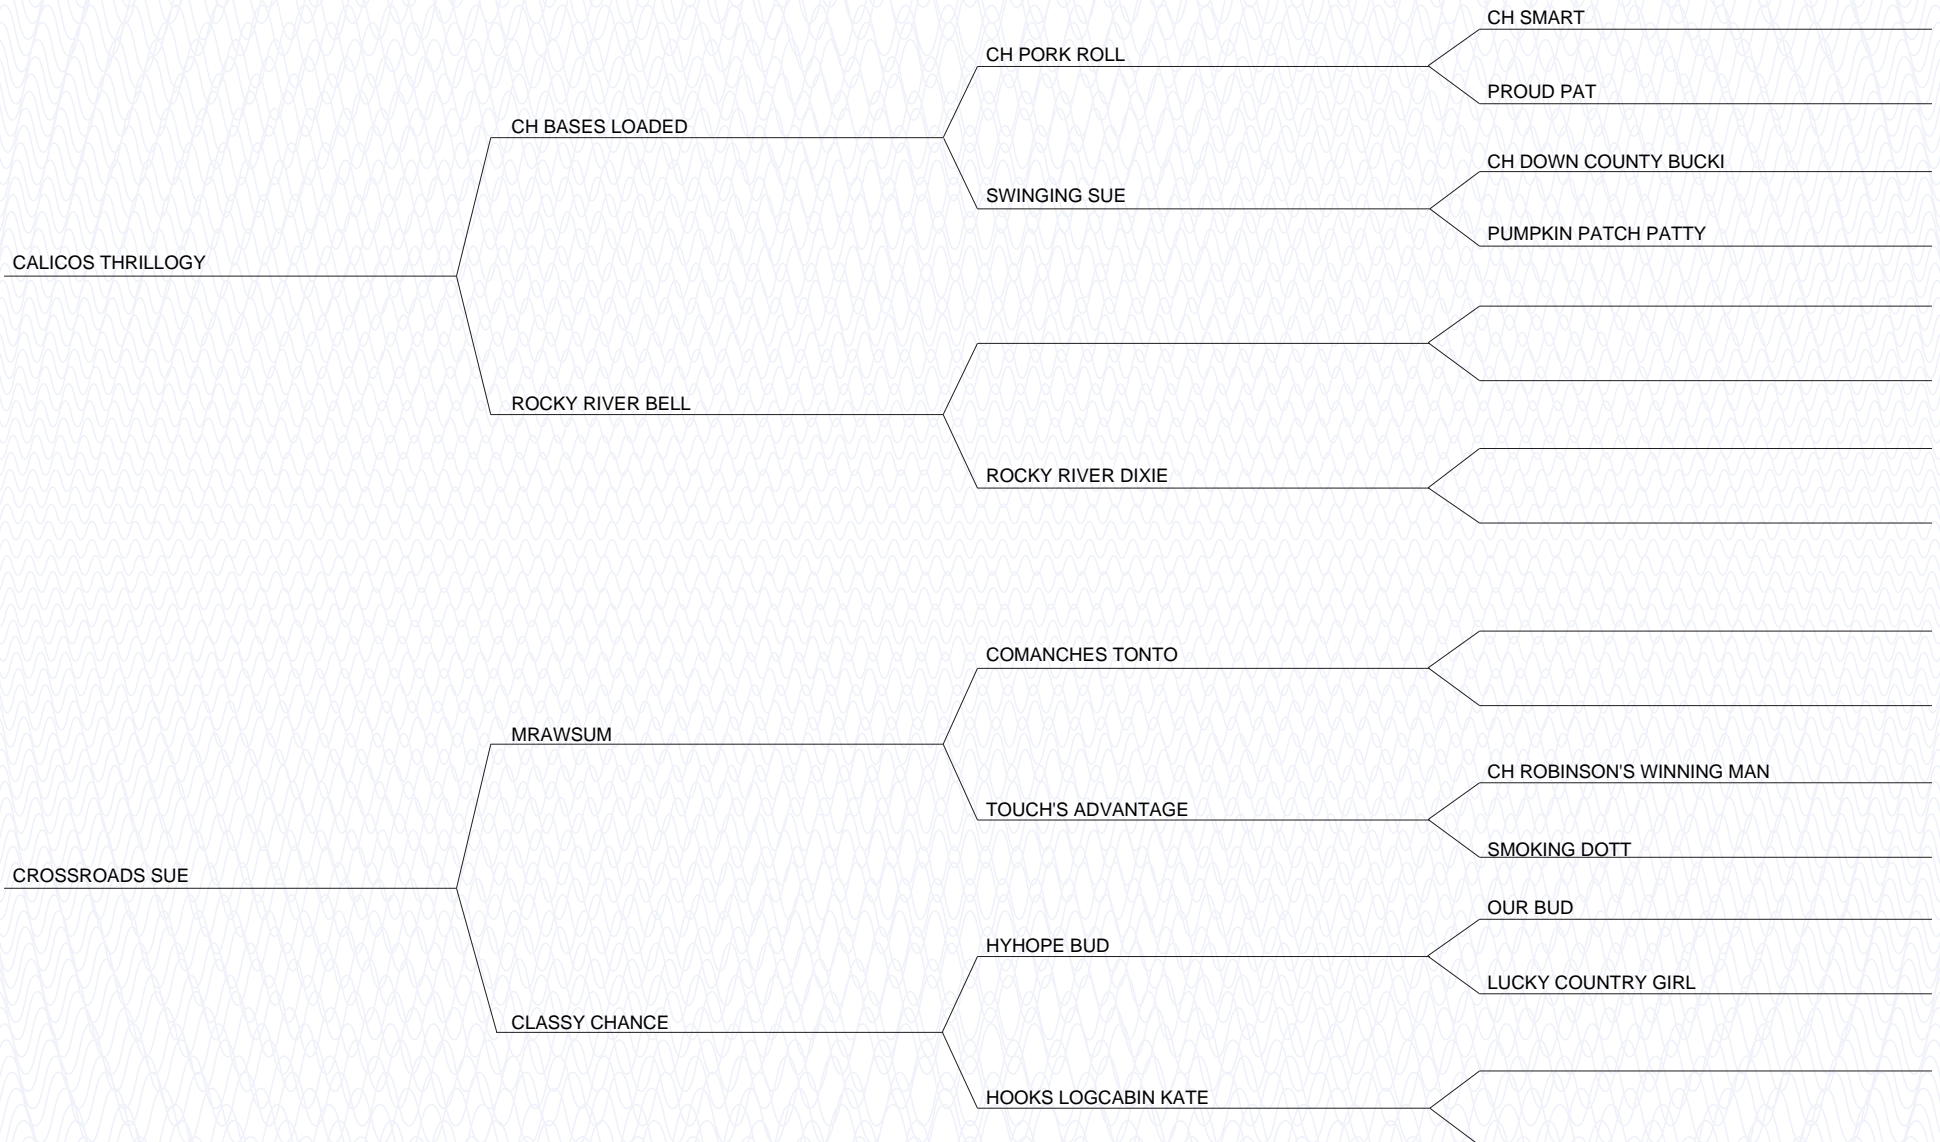 CH SMART
CH PORK ROLL
PROUD PAT
CH BASES LOADED
CH DOWN COUNTY BUCKI
SWINGING SUE
PUMPKIN PATCH PATTY
CALICOS THRILLOGY
ROCKY RIVER BELL
ROCKY RIVER DIXIE
COMANCHES TONTO
MRAWSUM
CH ROBINSON'S WINNING MAN
TOUCH'S ADVANTAGE
SMOKING DOTT
CROSSROADS SUE
OUR BUD
HYHOPE BUD
LUCKY COUNTRY GIRL
CLASSY CHANCE
HOOKS LOGCABIN KATE